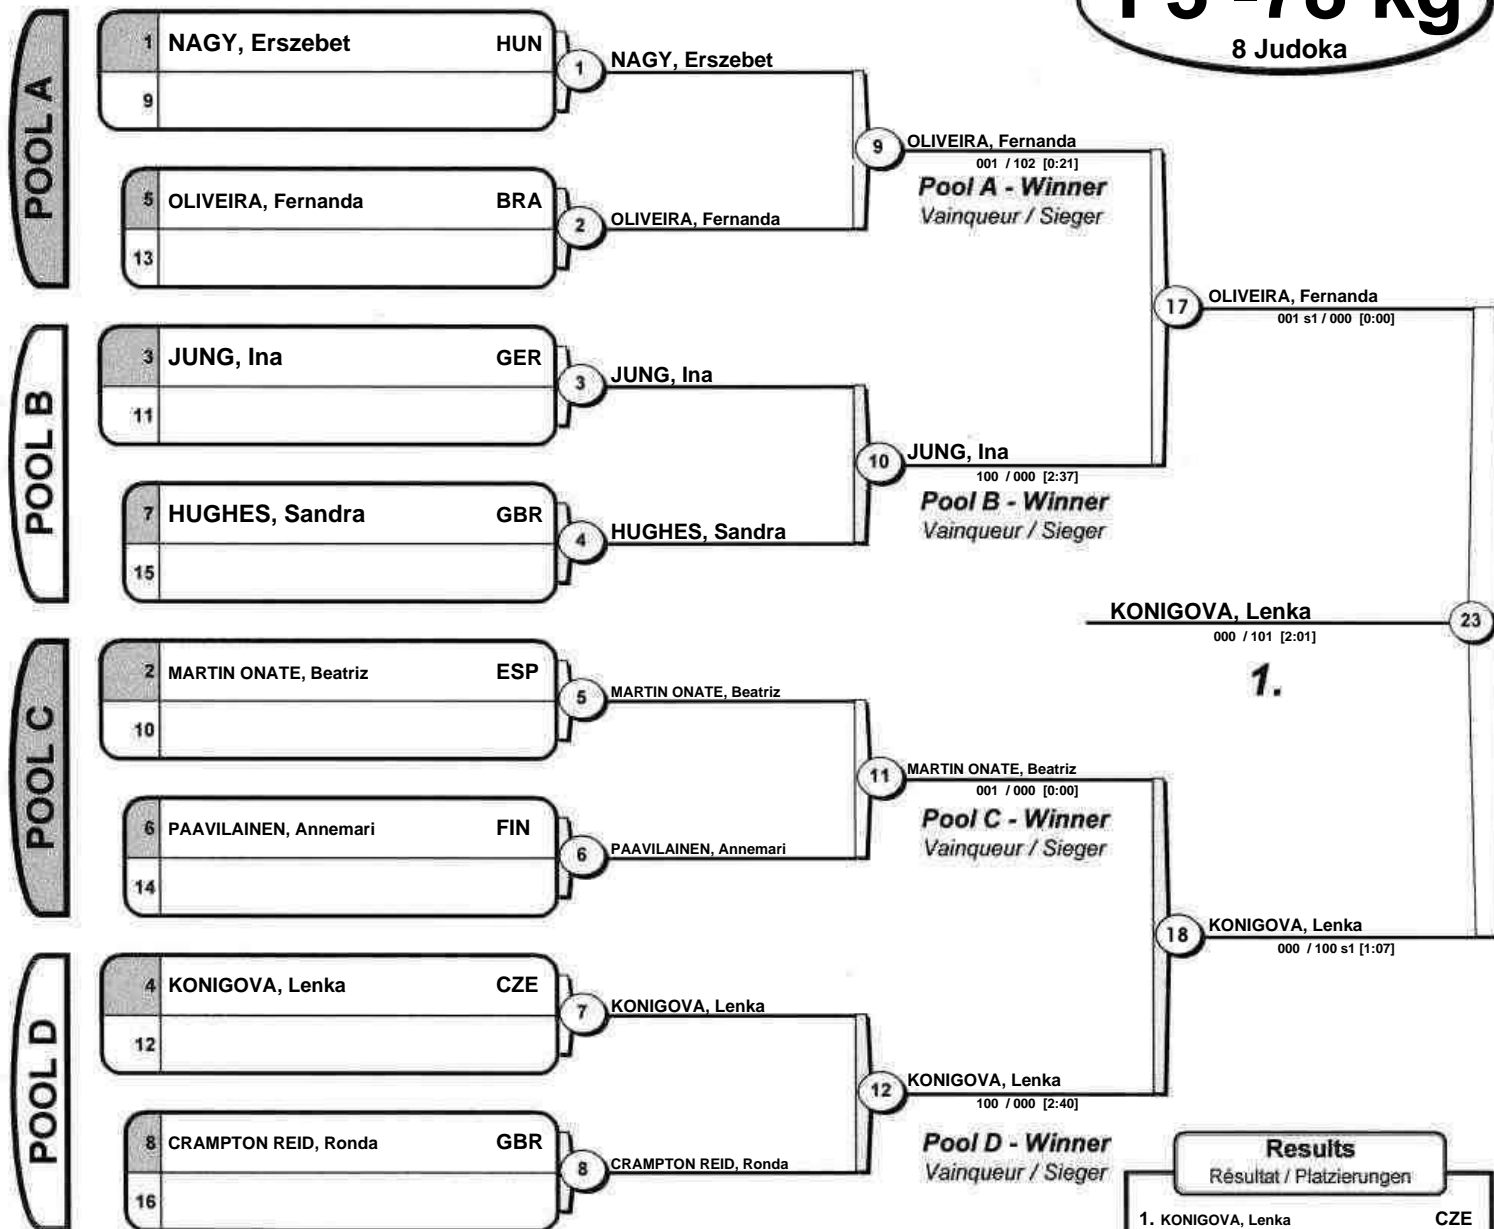 F3 -78 kg
8 Judoka
POOL A
1 NAGY, Erszebet HUN
9
1 NAGY, Erszebet
5 OLIVEIRA, Fernanda BRA
13
2 OLIVEIRA, Fernanda
9 OLIVEIRA, Fernanda
001 / 102 [0:21]
Pool A - Winner
Vainqueur / Sieger
POOL B
3 JUNG, Ina GER
11
3 JUNG, Ina
7 HUGHES, Sandra GBR
15
4 HUGHES, Sandra
10 JUNG, Ina
100 / 000 [2:37]
Pool B - Winner
Vainqueur / Sieger
17 OLIVEIRA, Fernanda
001 s1 / 000 [0:00]
KONIGOVA, Lenka 23
000 / 101 [2:01]
1.
POOL C
2 MARTIN ONATE, Beatriz ESP
10
5 MARTIN ONATE, Beatriz
6 PAAVILAINEN, Annemari FIN
14
6 PAAVILAINEN, Annemari
11 MARTIN ONATE, Beatriz
001 / 000 [0:00]
Pool C - Winner
Vainqueur / Sieger
18 KONIGOVA, Lenka
000 / 100 s1 [1:07]
POOL D
4 KONIGOVA, Lenka CZE
12
7 KONIGOVA, Lenka
8 CRAMPTON REID, Ronda GBR
16
8 CRAMPTON REID, Ronda
12 KONIGOVA, Lenka
100 / 000 [2:40]
Pool D - Winner
Vainqueur / Sieger
Results
Résultat / Platzierungen
1. KONIGOVA, Lenka CZE